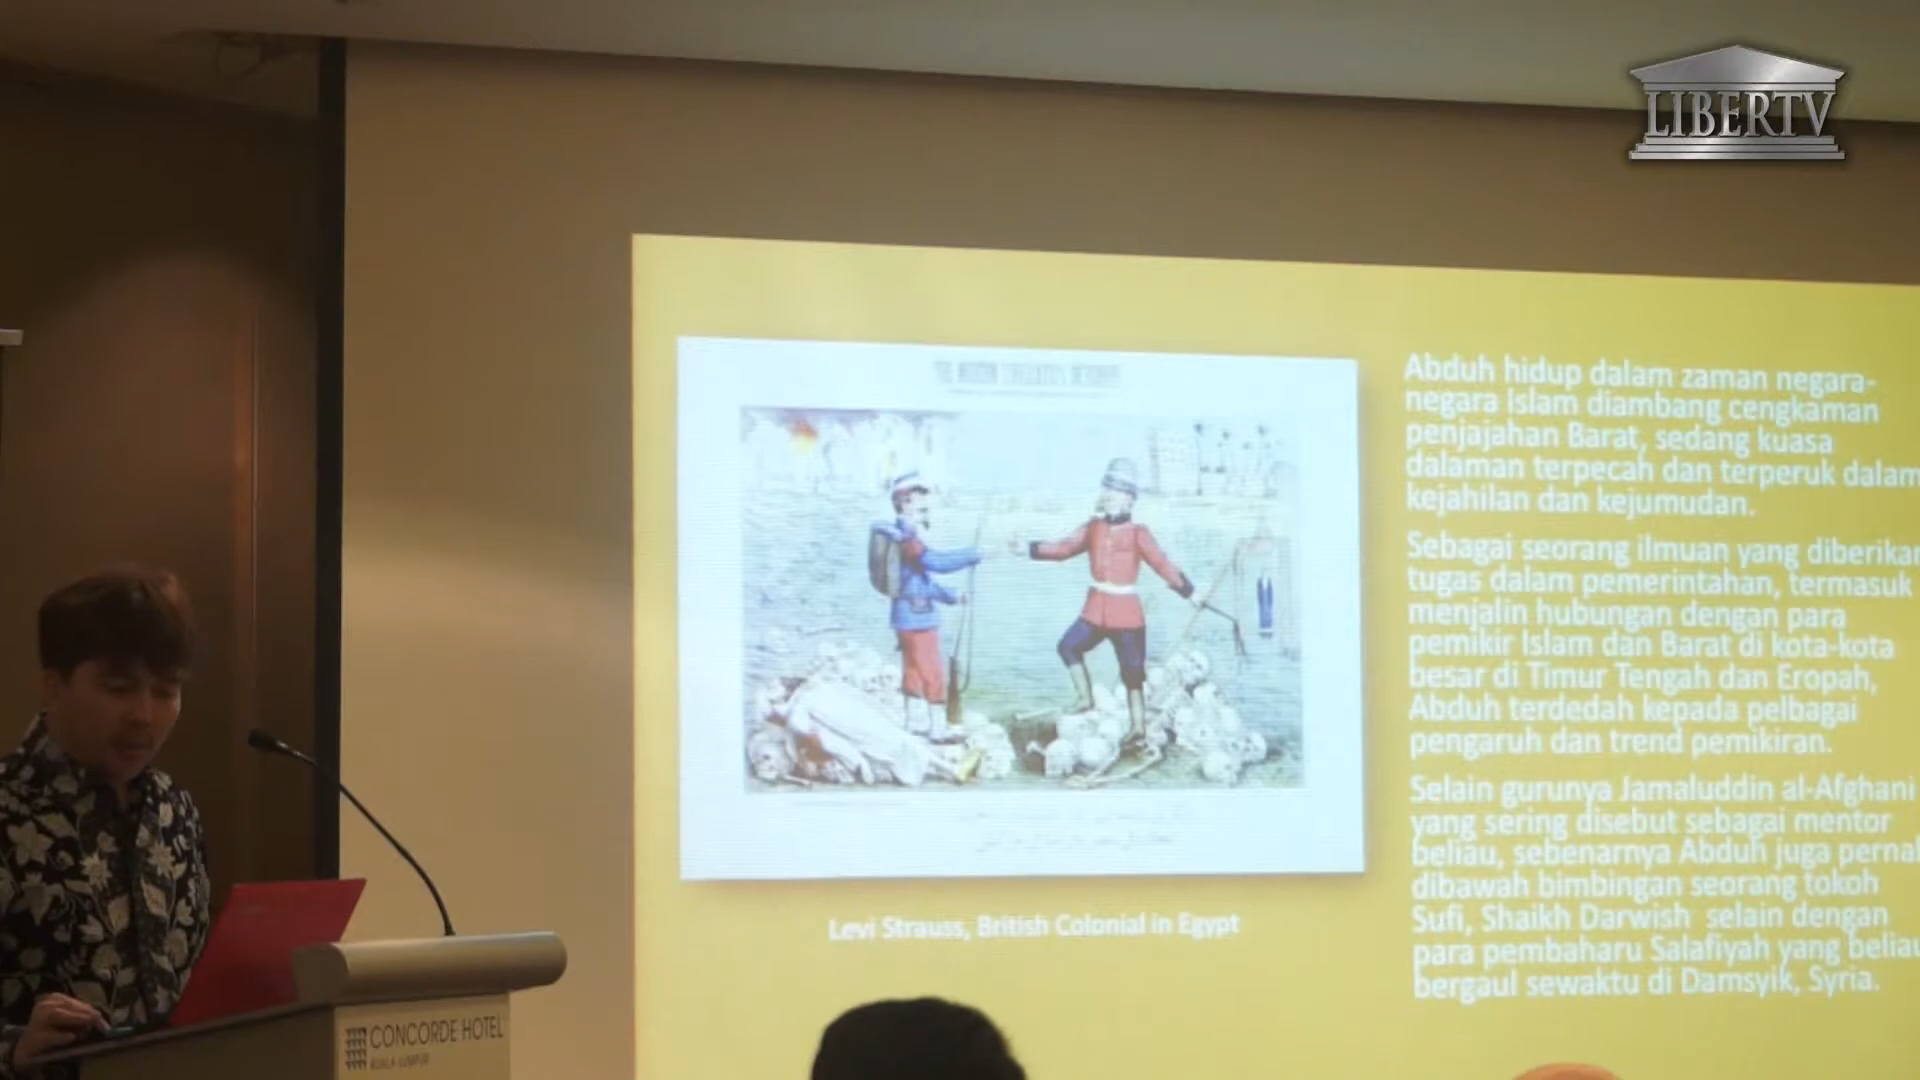 LIBERTV
Abduh hidup dalam zaman negara-
negara Islam diambang cengkaman
penjajahan Barat, sedang kuasa
dalaman terpecah dan terperuk dalam
kejahilan dan kejumudan.
Sebagai seorang ilmuan yang diberikan
tugas dalam pemerintahan, termasuk
menjalin hubungan dengan para
pemikir Islam dan Barat di kota-kota
besar di Timur Tengah dan Eropah,
Abduh terdedah kepada pelbagai
pengaruh dan trend pemikiran.
Selain gurunya Jamaluddin al-Afghani
yang sering disebut sebagai mentor
beliau, sebenarnya Abduh juga pernah
dibawah bimbingan seorang tokoh
Sufi, Shaikh Darwish selain dengan
para pembaharu Salafiyah yang beliau
bergaul sewaktu di Damsyik, Syria.
Levi Strauss, British Colonial in Egypt
CONCORDE HOTEL
KUALA LUMPUR